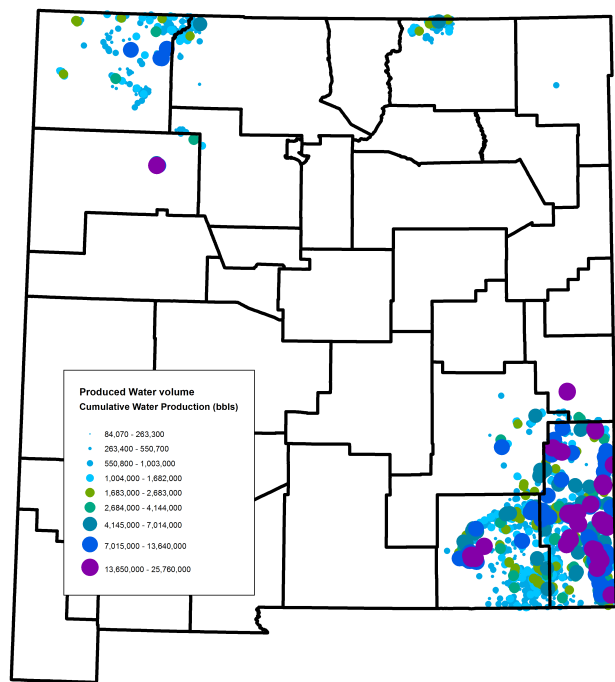 Produced Water volume
Cumulative Water Production (bbls)
84,070 - 263,300
263,400 - 550,700
550,800 - 1,003,000
1,004,000 - 1,682,000
1,683,000 - 2,683,000
2,684,000 - 4,144,000
4,145,000 - 7,014,000
7,015,000 - 13,640,000
13,650,000 - 25,760,000